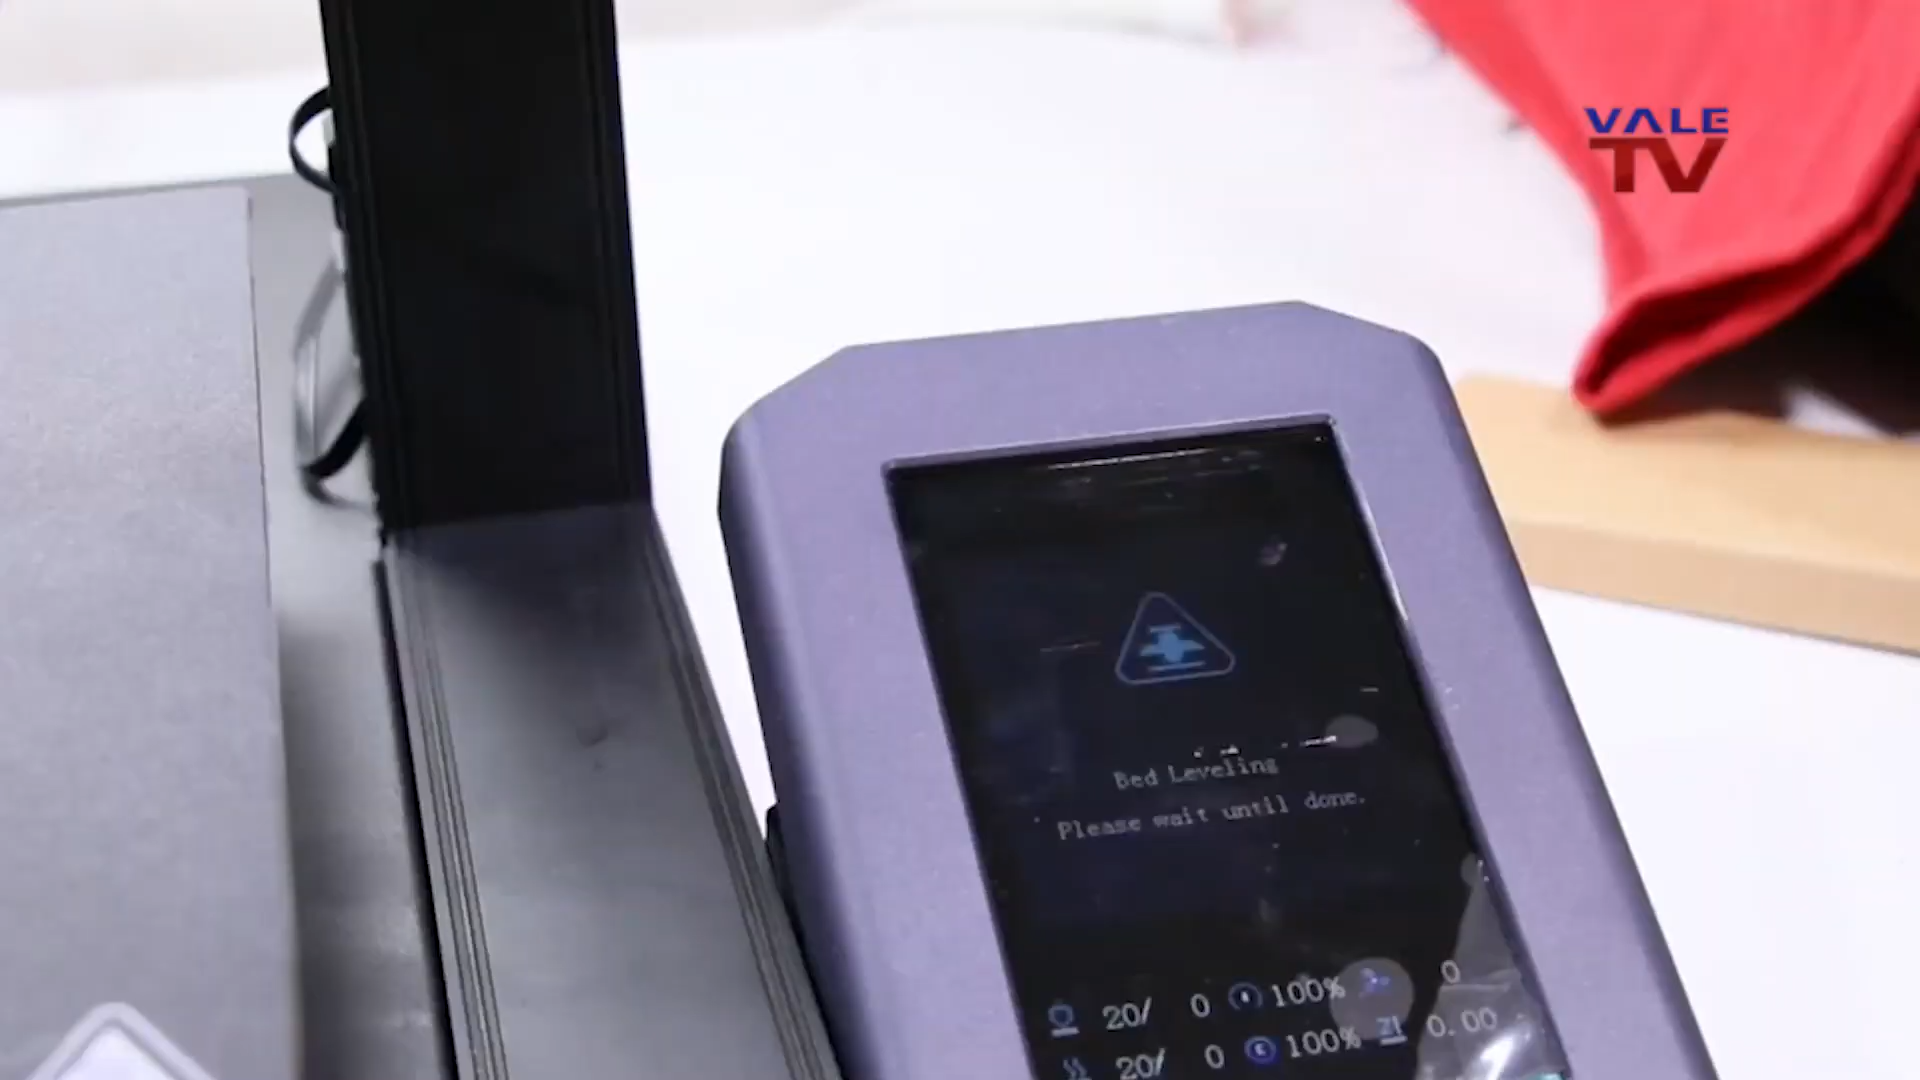 VALE
TV
Bed Leveling
Please wait until done.
20/ 0 100% 0
20/ 0 100% 0.00